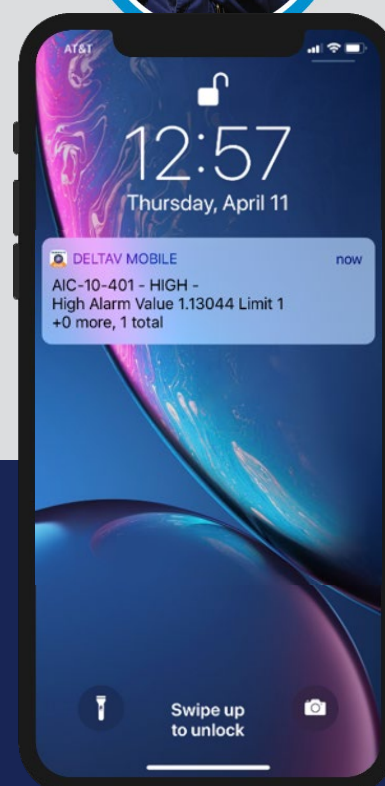 AT&T
12:57
Thursday, April 11
DELTAV MOBILE now
AIC-10-401 - HIGH -
High Alarm Value 1.13044 Limit 1
+0 more, 1 total
Swipe up
to unlock